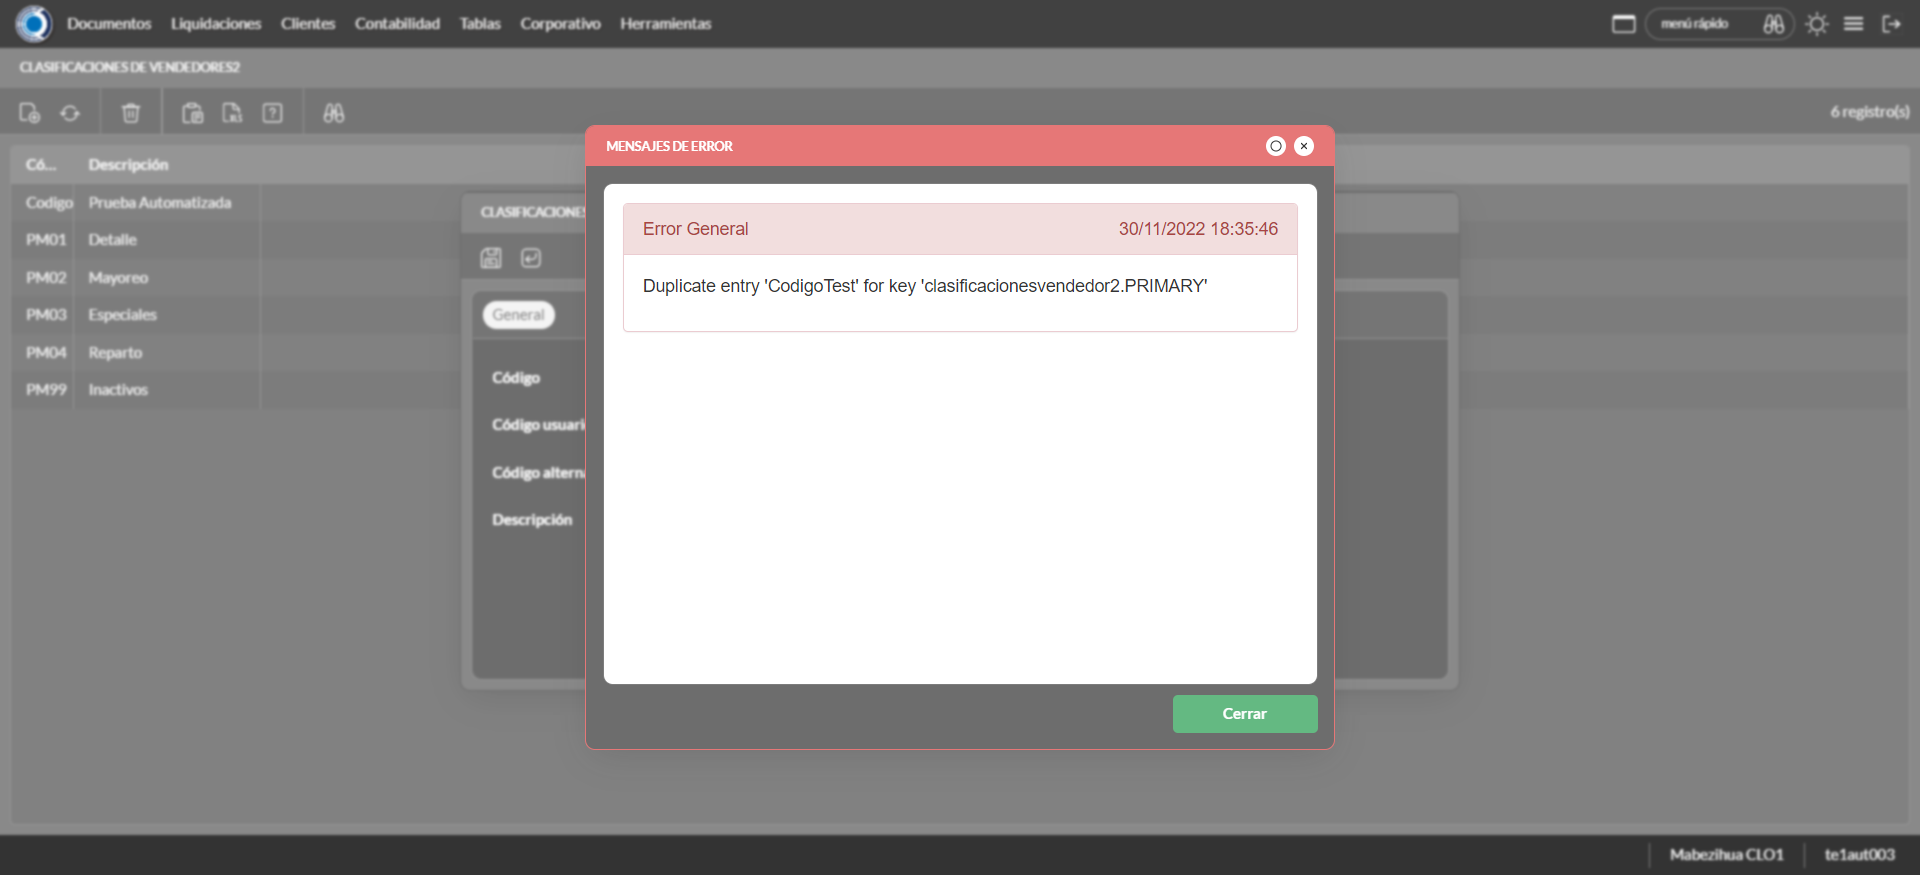 Documentos Liquidaciones Clientes Contabilidad Tablas Corporativo Herramientas menú rápido
CLASIFICACIONES DE VENDEDORES2
6 registro(s)
Có... Descripción
Codigo Prueba Automatizada
PM01 Detalle
PM02 Mayoreo
PM03 Especiales
PM04 Reparto
PM99 Inactivos
CLASIFICACIONES
General
Código
Código usuari
Código altern
Descripción
MENSAJES DE ERROR
Error General 30/11/2022 18:35:46
Duplicate entry 'CodigoTest' for key 'clasificacionesvendedor2.PRIMARY'
Cerrar
Mabezihua CLO1 te1aut003